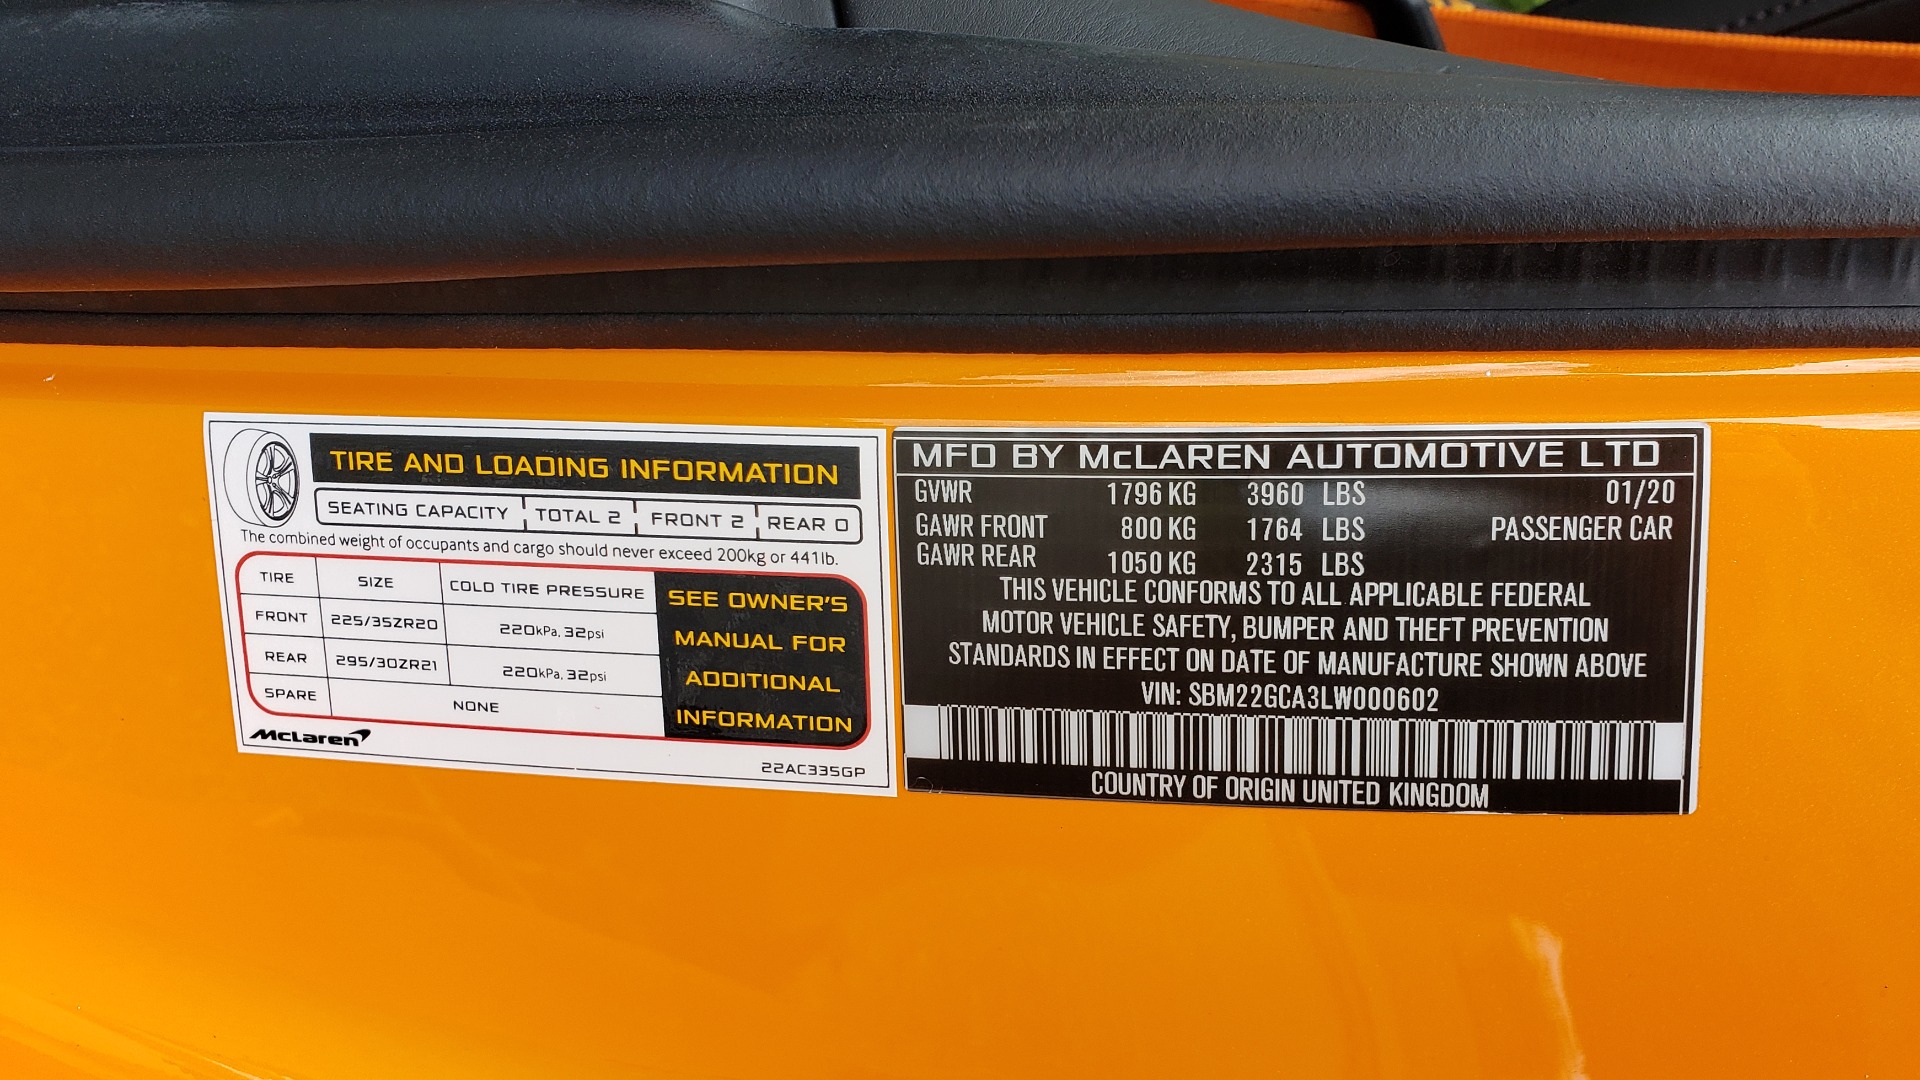 TIRE AND LOADING INFORMATION
SEATING CAPACITY TOTAL 2 FRONT 2 REAR 0
The combined weight of occupants and cargo should never exceed 200kg or 441lb.
TIRE SIZE COLD TIRE PRESSURE
FRONT 225/35ZR20 220kPa, 32psi
REAR 295/30ZR21 220kPa, 32psi
SPARE NONE
SEE OWNER'S
MANUAL FOR
ADDITIONAL
INFORMATION
McLaren
22AC335GP
MFD BY McLAREN AUTOMOTIVE LTD
GVWR 1796 KG 3960 LBS 01/20
GAWR FRONT 800 KG 1764 LBS PASSENGER CAR
GAWR REAR 1050 KG 2315 LBS
THIS VEHICLE CONFORMS TO ALL APPLICABLE FEDERAL
MOTOR VEHICLE SAFETY, BUMPER AND THEFT PREVENTION
STANDARDS IN EFFECT ON DATE OF MANUFACTURE SHOWN ABOVE
VIN: SBM22GCA3LW000602
COUNTRY OF ORIGIN UNITED KINGDOM